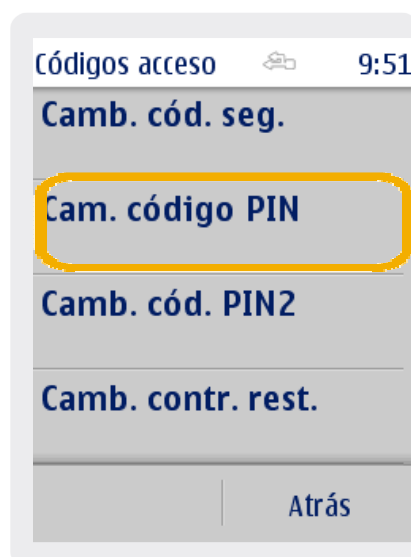 Códigos acceso 9:51
Camb. cód. seg.
Cam. código PIN
Camb. cód. PIN2
Camb. contr. rest.
Atrás